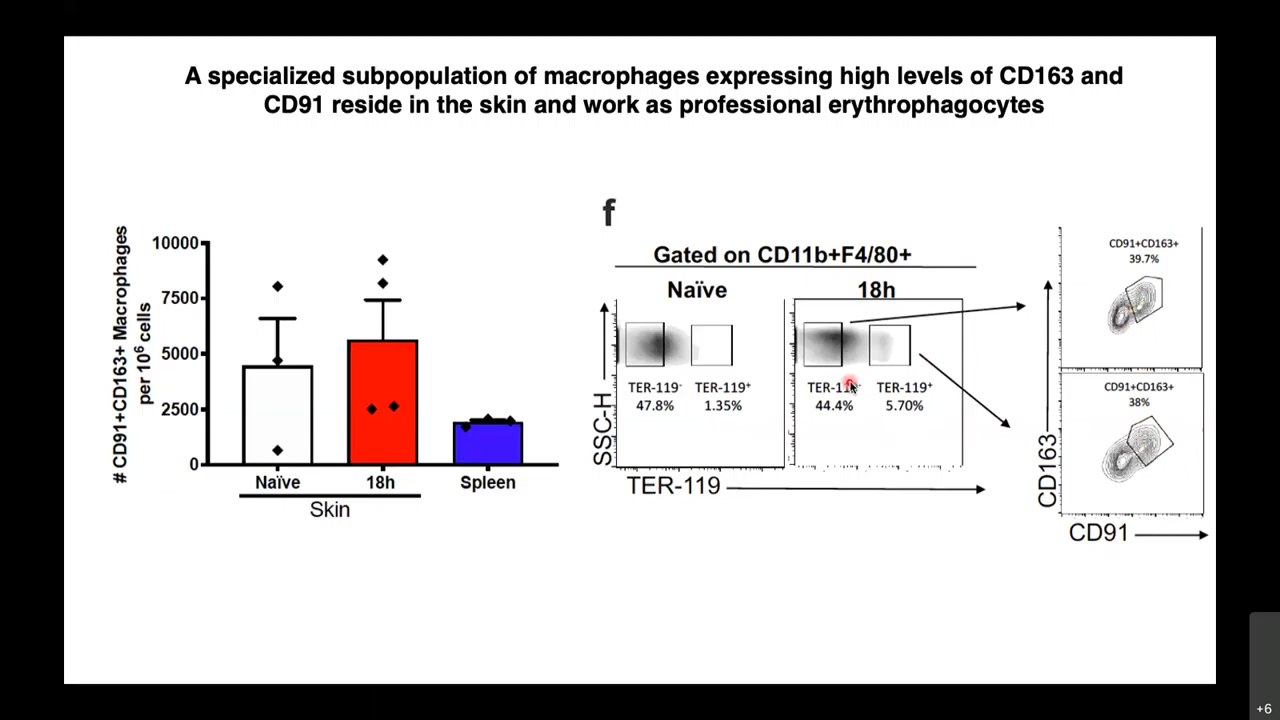 A specialized subpopulation of macrophages expressing high levels of CD163 and
CD91 reside in the skin and work as professional erythrophagocytes
# CD91+CD163+ Macrophages
per 10⁶ cells
10000
7500
5000
2500
0
Naïve
18h
Spleen
Skin
f
Gated on CD11b+F4/80+
Naïve
18h
SSC-H
TER-119⁻
47.8%
TER-119⁺
1.35%
44.4%
TER-119⁺
5.70%
TER-119
CD91+CD163+
39.7%
CD91+CD163+
38%
CD163
CD91
+6